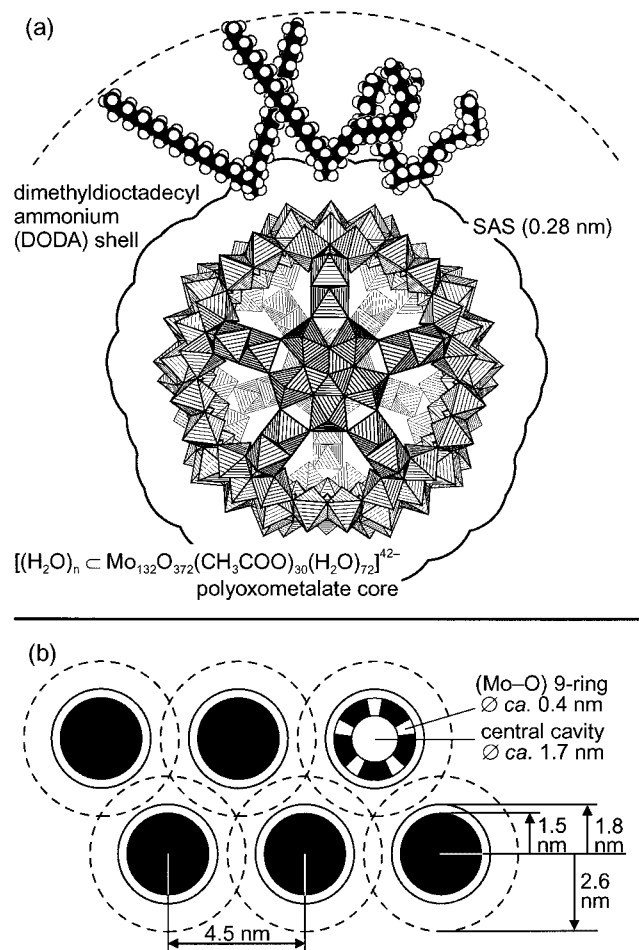 (a)
dimethyldioctadecyl
ammonium
(DODA) shell
SAS (0.28 nm)
[(H₂O)ₙ ⊂ Mo₁₃₂O₃₇₂(CH₃COO)₃₀(H₂O)₇₂]⁴²⁻
polyoxometalate core
(b)
(Mo–O) 9-ring
∅ ca. 0.4 nm
central cavity
∅ ca. 1.7 nm
1.5
nm
1.8
nm
2.6
nm
4.5 nm